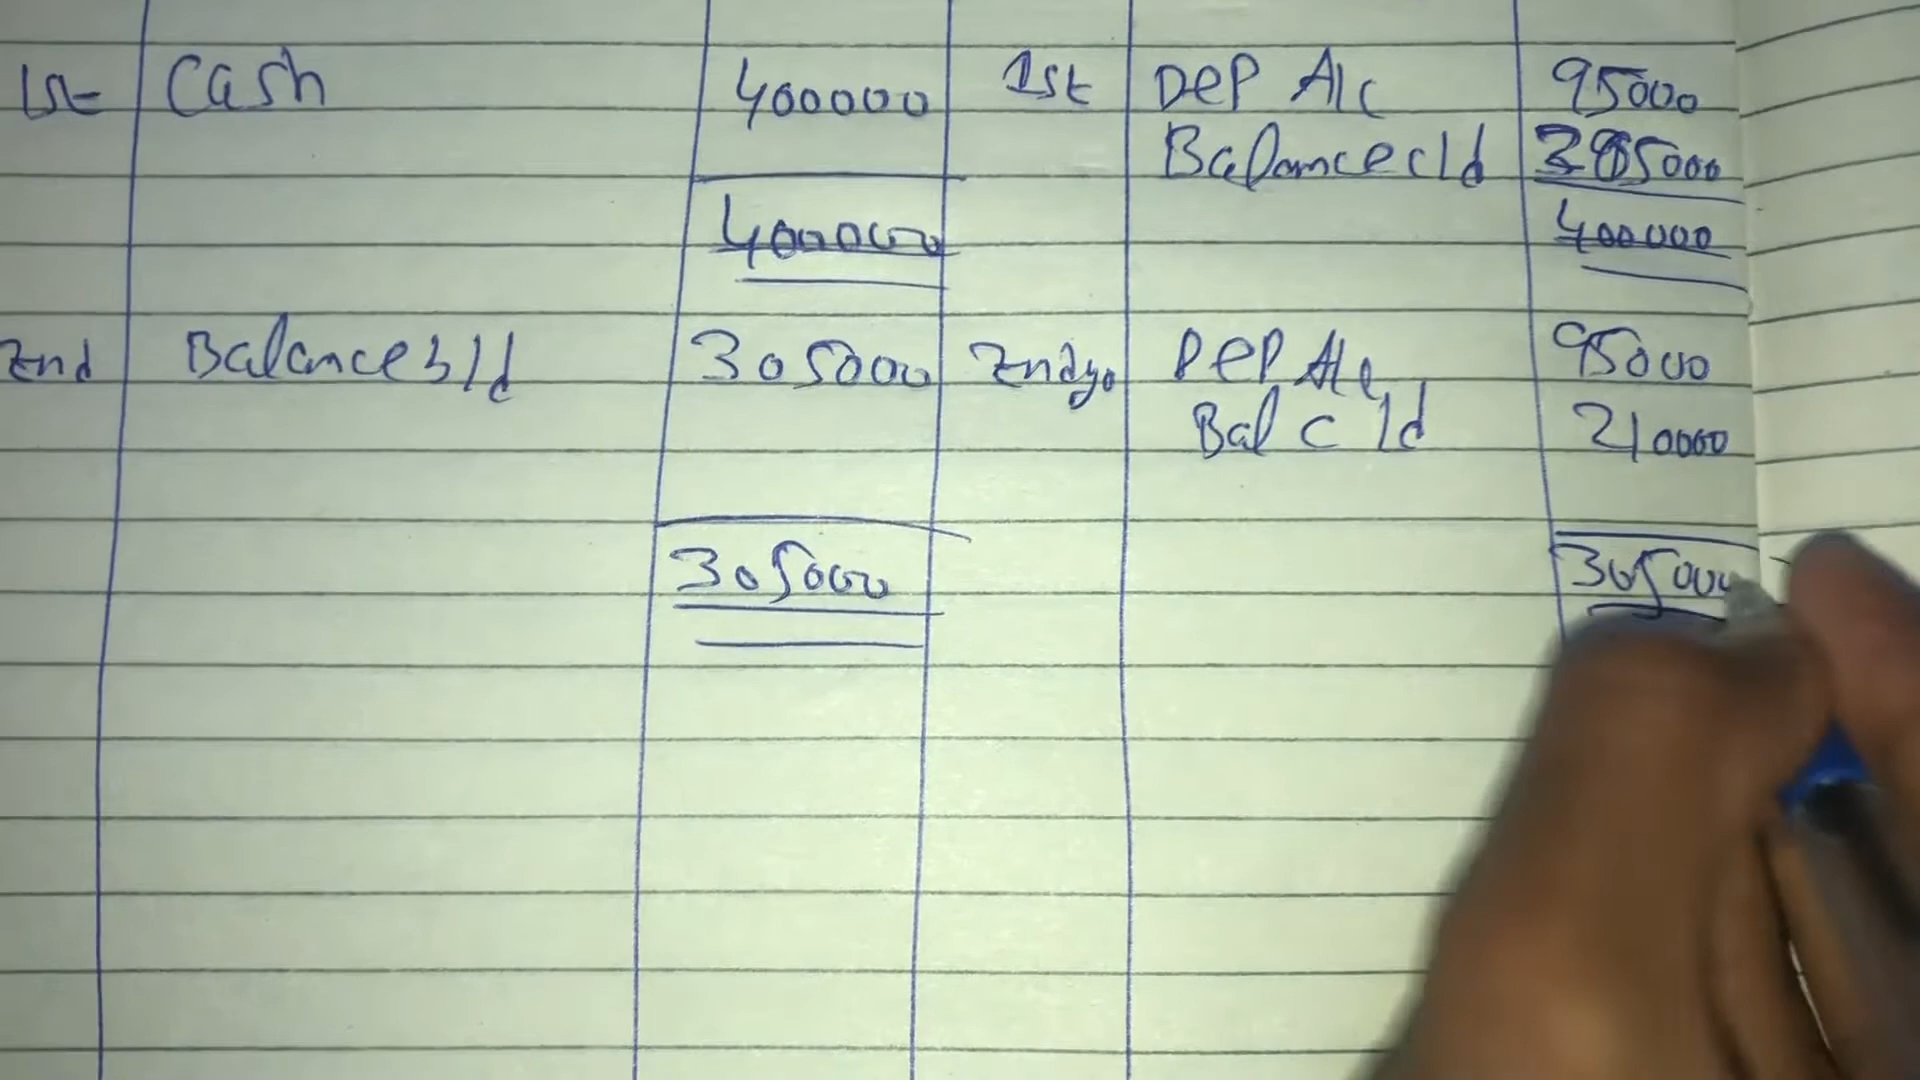 1st Cash 400000 1st Dep A/c 95000
Balance c/d 305000
400000 400000
2nd Balance b/d 305000 2nd yr Dep A/c 95000
Bal c/d 210000
305000 305000